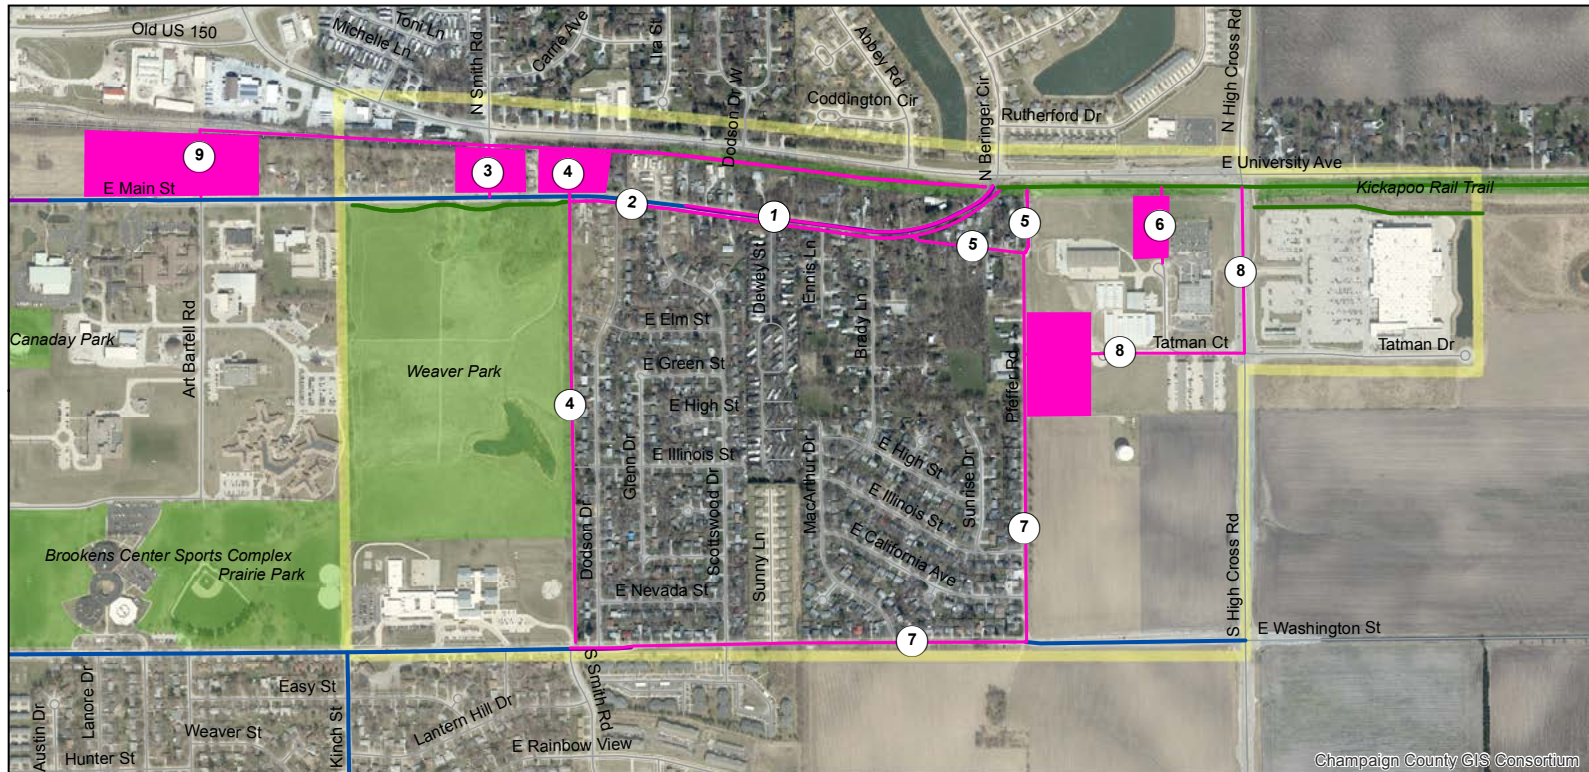 Old US 150
Toni Ln
Michelle Ln
N Smith Rd
Carrie Ave
Ira St
Dodson Dr W
Abbey Rd
Coddington Cir
N Beringer Cir
Rutherford Dr
N High Cross Rd
E University Ave
Kickapoo Rail Trail
9
E Main St
3
4
2
1
5
5
6
8
8
Tatman Ct
Tatman Dr
Canaday Park
Art Bartell Rd
Weaver Park
4
Dewey St
Ennis Ln
Brady Ln
E Elm St
E Green St
E High St
E Illinois St
Glenn Dr
Scottswood Dr
Dodson Dr
E Nevada St
Sunny Ln
MacArthur Dr
E High St
E Illinois St
E California Ave
Sunrise Dr
Pfeffer Rd
7
7
S High Cross Rd
E Washington St
Brookens Center Sports Complex
Prairie Park
Austin Dr
Lanore Dr
Hunter St
Weaver St
Easy St
Kinch St
Lantern Hill Dr
S Smith Rd
E Rainbow View
Champaign County GIS Consortium